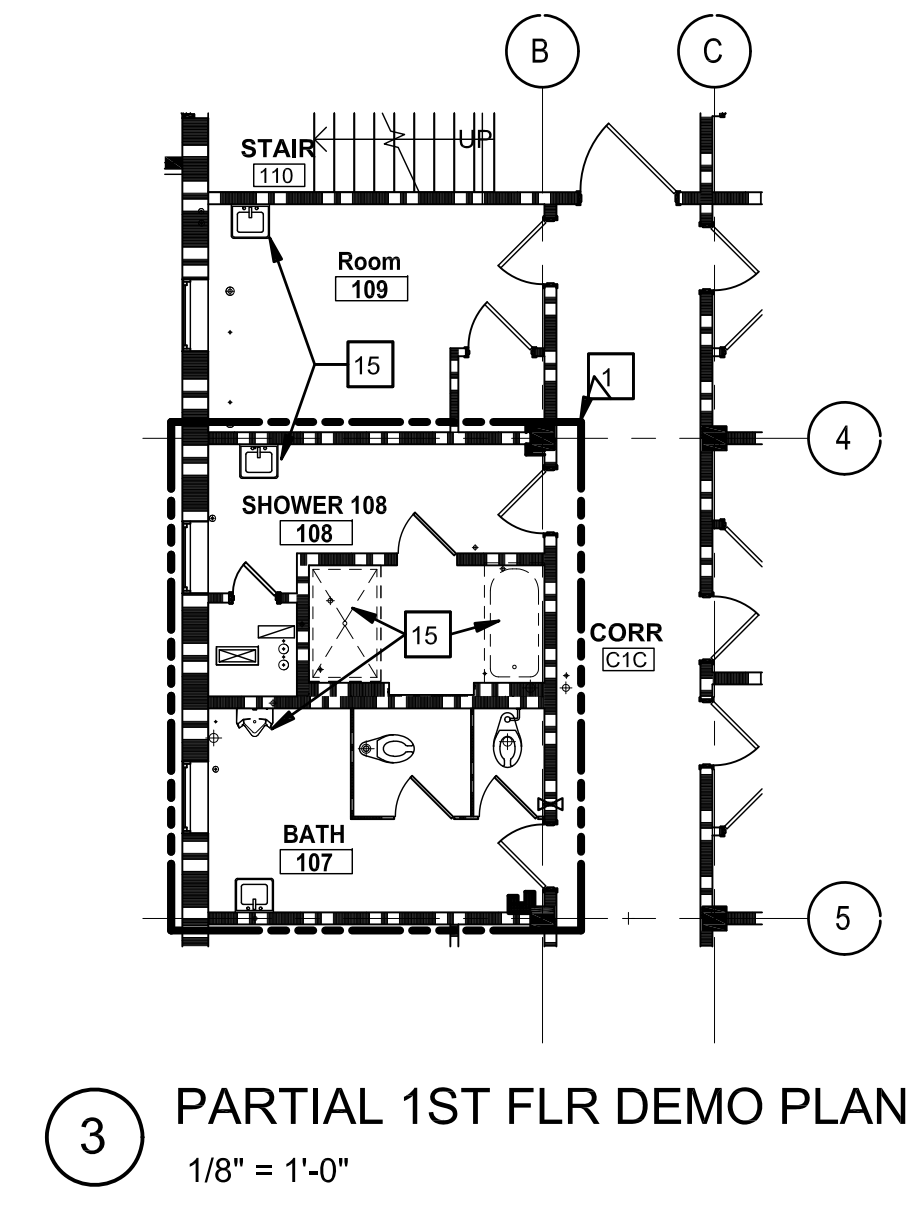 B
C
UP
STAIR
110
Room
109
15
1
4
SHOWER 108
108
15
CORR
C1C
BATH
107
5
3
PARTIAL 1ST FLR DEMO PLAN
1/8" = 1'-0"